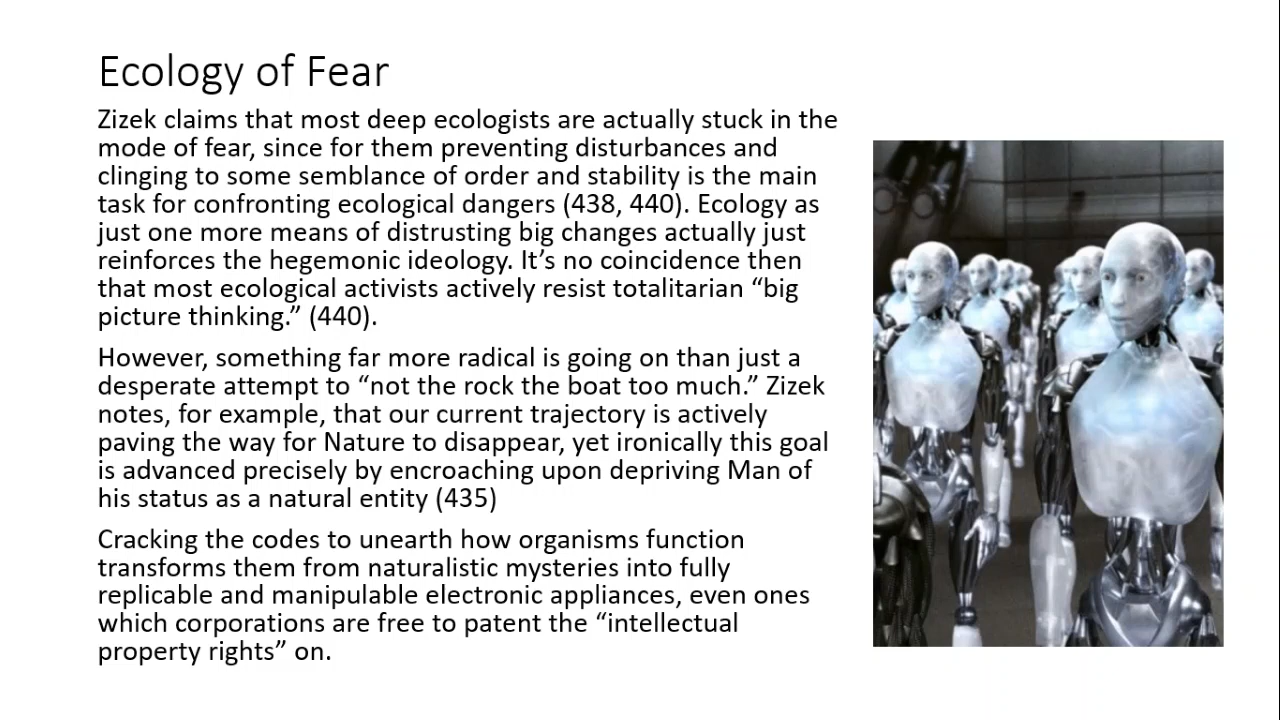 Ecology of Fear
Zizek claims that most deep ecologists are actually stuck in the
mode of fear, since for them preventing disturbances and
clinging to some semblance of order and stability is the main
task for confronting ecological dangers (438, 440). Ecology as
just one more means of distrusting big changes actually just
reinforces the hegemonic ideology. It’s no coincidence then
that most ecological activists actively resist totalitarian “big
picture thinking.” (440).
However, something far more radical is going on than just a
desperate attempt to “not the rock the boat too much.” Zizek
notes, for example, that our current trajectory is actively
paving the way for Nature to disappear, yet ironically this goal
is advanced precisely by encroaching upon depriving Man of
his status as a natural entity (435)
Cracking the codes to unearth how organisms function
transforms them from naturalistic mysteries into fully
replicable and manipulable electronic appliances, even ones
which corporations are free to patent the “intellectual
property rights” on.